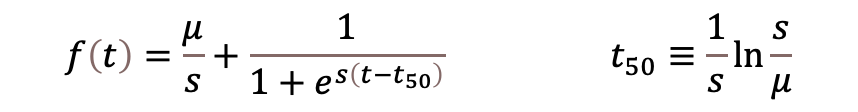 f(t) = μ/s + 1/(1 + e^{s(t−t₅₀)})    t₅₀ ≡ 1/s ln s/μ